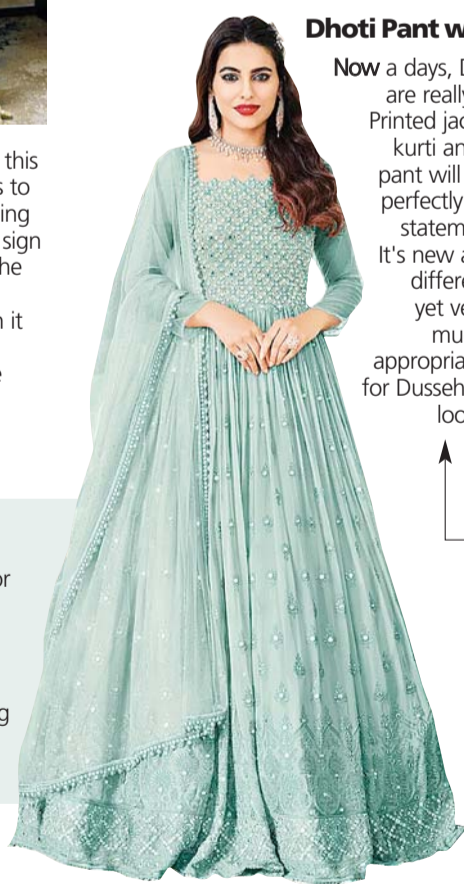 Dhoti Pant w
Now a days, D
are really
Printed jac
kurti an
pant will
perfectly
statem
It's new a
differe
yet ve
mu
appropria
for Dusseh
loo
this
s to
ing
sign
he
n it
e
or
g